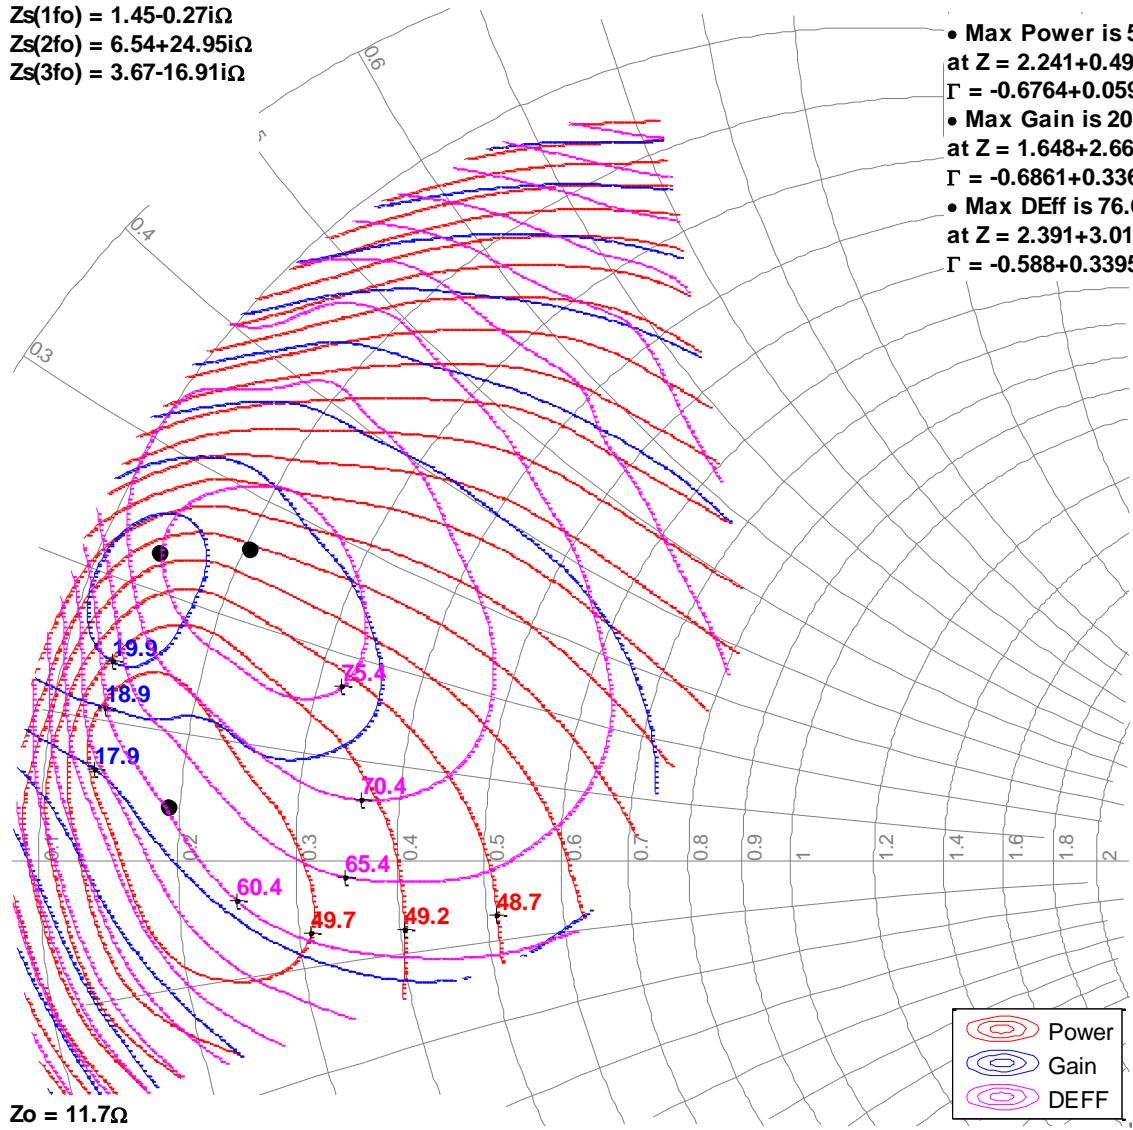 Zs(1fo) = 1.45-0.27iΩ
Zs(2fo) = 6.54+24.95iΩ
Zs(3fo) = 3.67-16.91iΩ
• Max Power is 5
at Z = 2.241+0.49
Γ = -0.6764+0.059
• Max Gain is 20
at Z = 1.648+2.66
Γ = -0.6861+0.336
• Max DEff is 76.
at Z = 2.391+3.01
Γ = -0.588+0.3395
0.6
0.4
0.3
19.9
75.4
18.9
17.9
70.4
0.1
0.2
0.3
0.4
0.5
0.6
0.7
0.8
0.9
1
1.2
1.4
1.6
1.8
2
65.4
60.4
49.7
49.2
48.7
Power
Gain
DEFF
Zo = 11.7Ω